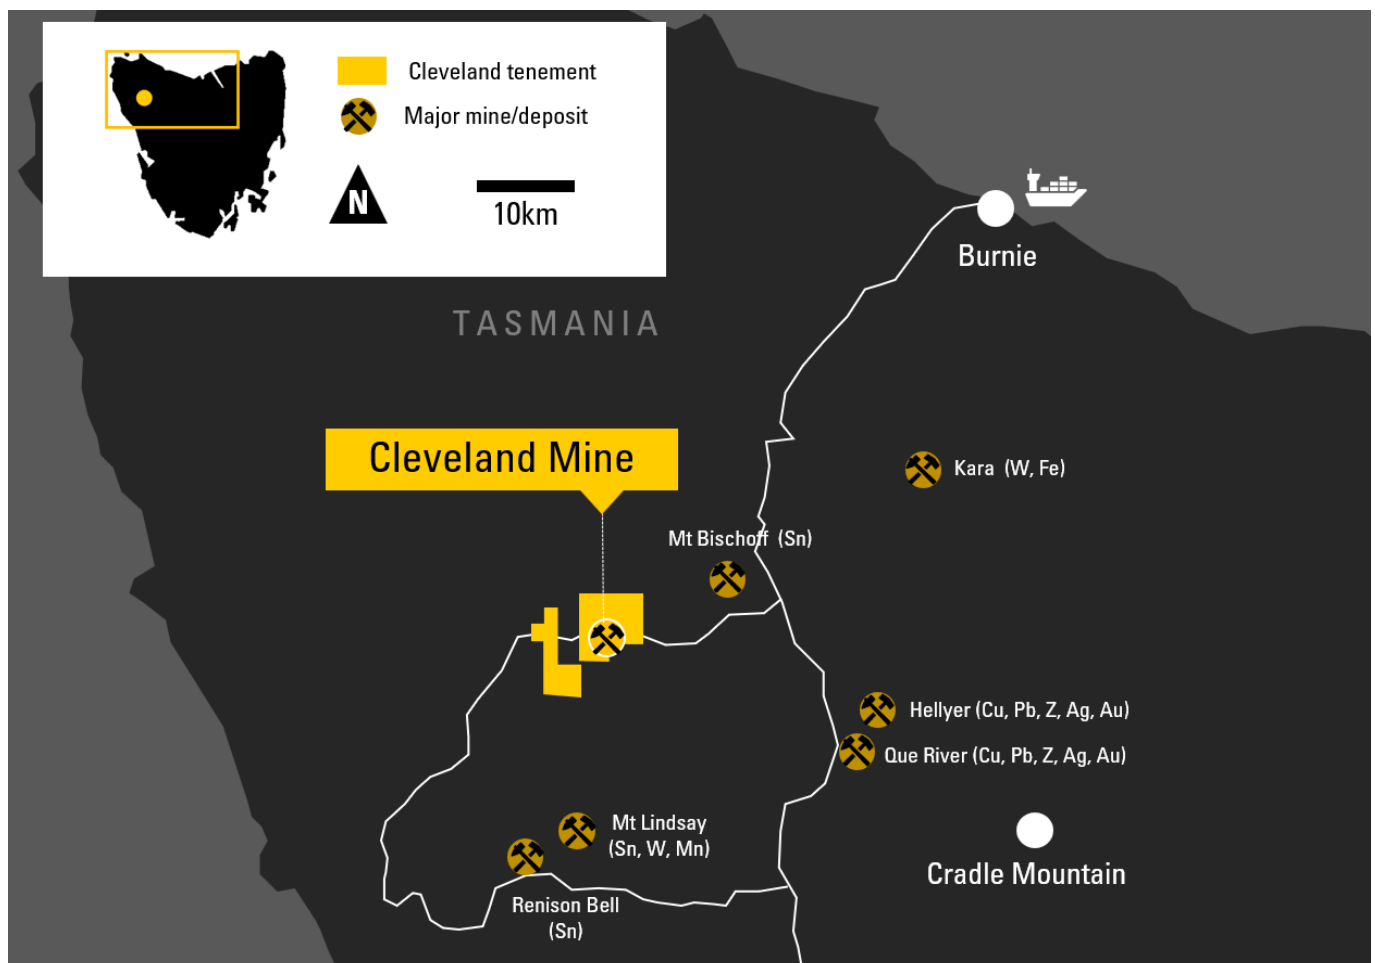 Cleveland tenement
Major mine/deposit
N
10km
Burnie
TASMANIA
Cleveland Mine
Kara (W, Fe)
Mt Bischoff (Sn)
Hellyer (Cu, Pb, Z, Ag, Au)
Que River (Cu, Pb, Z, Ag, Au)
Mt Lindsay
(Sn, W, Mn)
Cradle Mountain
Renison Bell
(Sn)